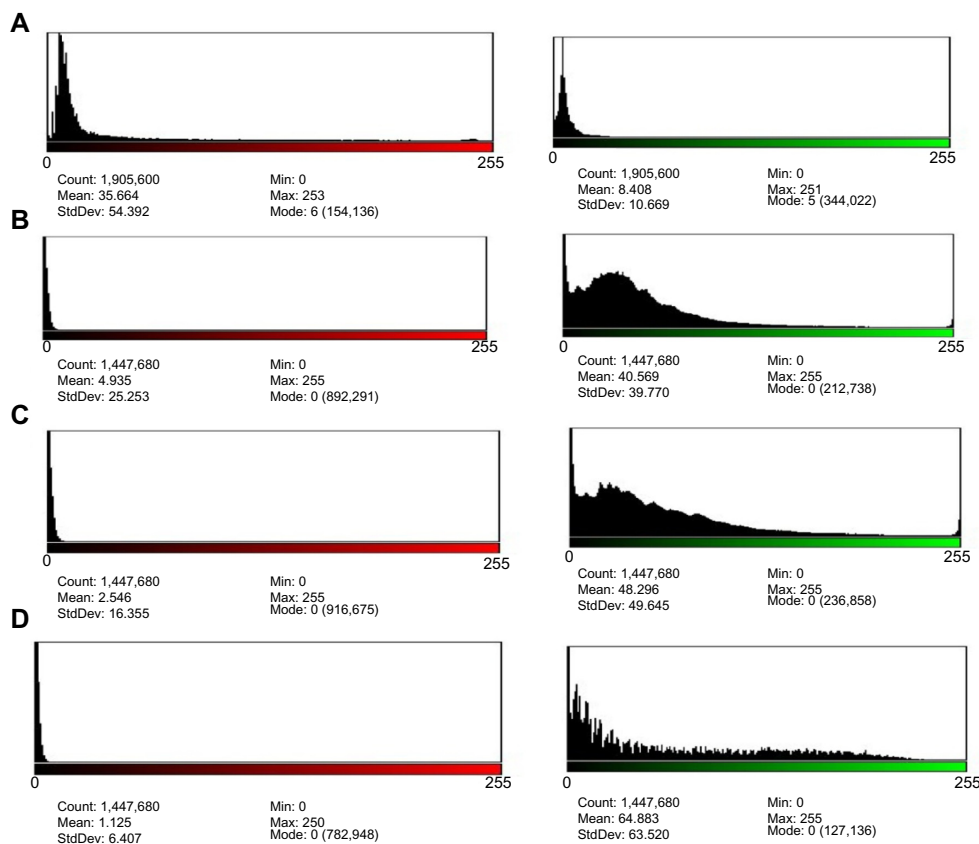 A
0 255
0 255
Count: 1,905,600 Min: 0
Mean: 35.664 Max: 253
StdDev: 54.392 Mode: 6 (154,136)
Count: 1,905,600 Min: 0
Mean: 8.408 Max: 251
StdDev: 10.669 Mode: 5 (344,022)
B
0 255
0 255
Count: 1,447,680 Min: 0
Mean: 4.935 Max: 255
StdDev: 25.253 Mode: 0 (892,291)
Count: 1,447,680 Min: 0
Mean: 40.569 Max: 255
StdDev: 39.770 Mode: 0 (212,738)
C
0 255
0 255
Count: 1,447,680 Min: 0
Mean: 2.546 Max: 255
StdDev: 16.355 Mode: 0 (916,675)
Count: 1,447,680 Min: 0
Mean: 48.296 Max: 255
StdDev: 49.645 Mode: 0 (236,858)
D
0 255
0 255
Count: 1,447,680 Min: 0
Mean: 1.125 Max: 250
StdDev: 6.407 Mode: 0 (782,948)
Count: 1,447,680 Min: 0
Mean: 64.883 Max: 255
StdDev: 63.520 Mode: 0 (127,136)